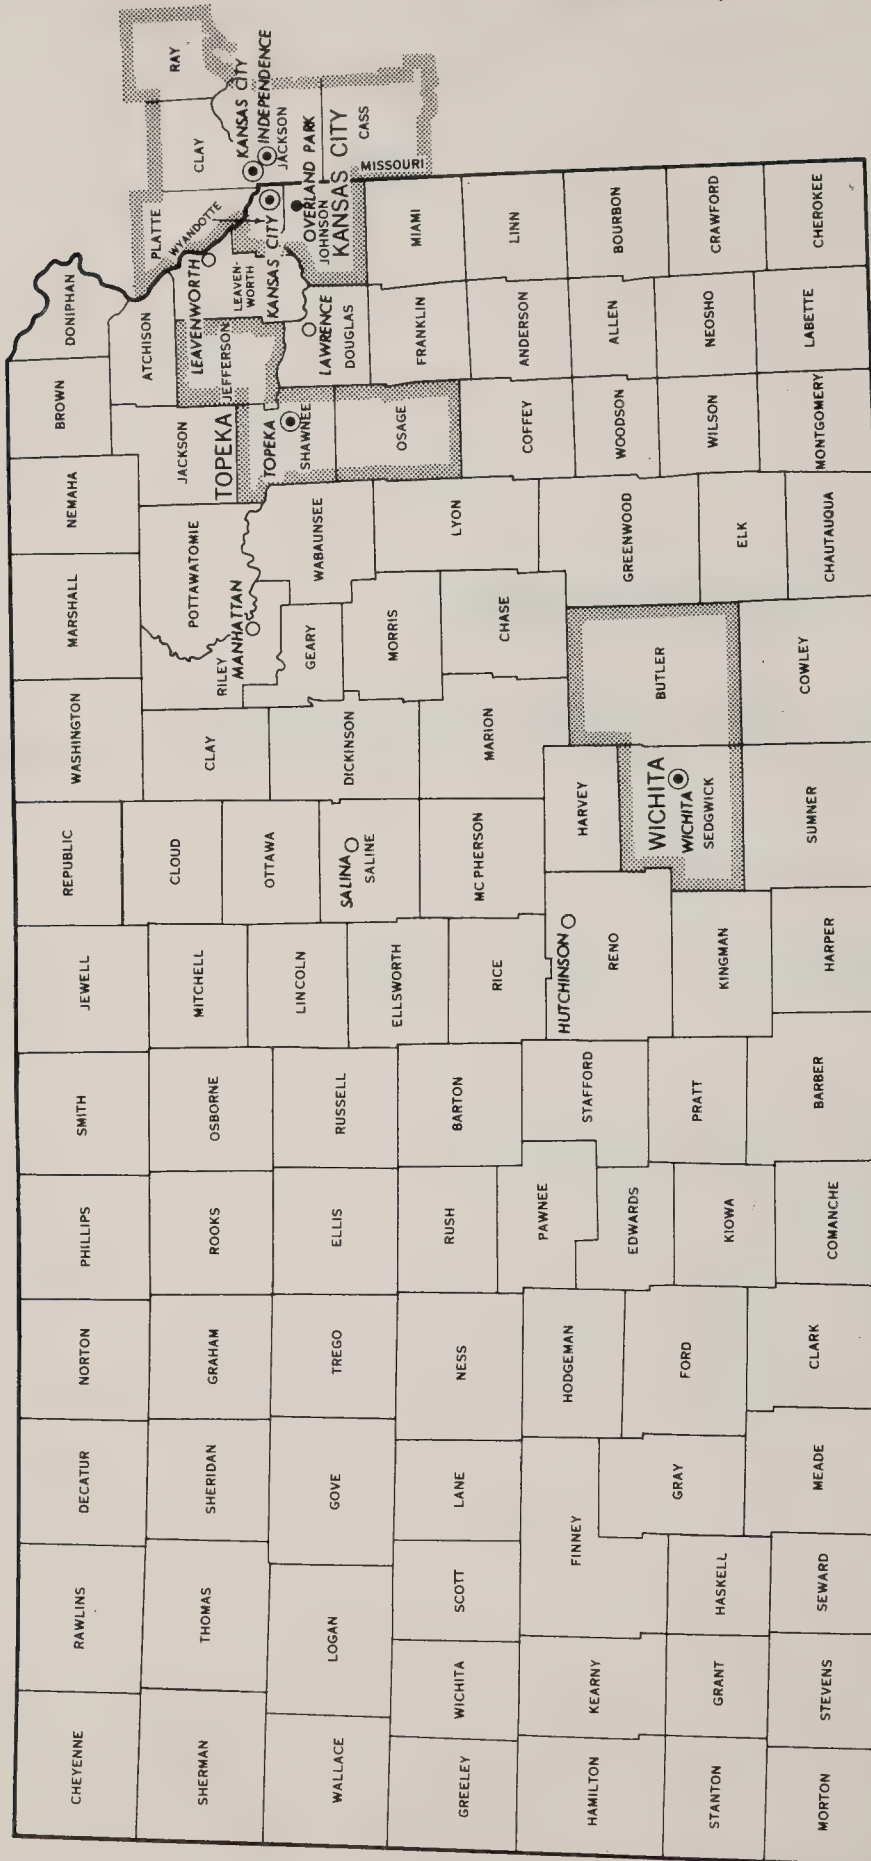 CHEYENNE
RAWLINS
DECATUR
NORTON
PHILLIPS
SMITH
JEWELL
REPUBLIC
WASHINGTON
MARSHALL
NEMAHA
BROWN
DONIPHAN
SHERMAN
THOMAS
SHERIDAN
GRAHAM
ROOKS
OSBORNE
MITCHELL
CLOUD
CLAY
RILEY
MANHATTAN
POTTAWATOMIE
JACKSON
ATCHISON
PLATTE
CLAY
RAY
WYANDOTTE
LEAVENWORTH
LEAVEN-
WORTH
JEFFERSON
TOPEKA
TOPEKA
SHAWNEE
KANSAS CITY
KANSAS CITY
INDEPENDENCE
JACKSON
OVERLAND PARK
JOHNSON
KANSAS CITY
CASS
MISSOURI
LAWRENCE
DOUGLAS
WALLACE
LOGAN
GOVE
TREGO
ELLIS
RUSSELL
LINCOLN
OTTAWA
SALINA
SALINE
DICKINSON
GEARY
WABAUNSEE
MORRIS
OSAGE
FRANKLIN
MIAMI
GREELEY
WICHITA
SCOTT
LANE
NESS
RUSH
BARTON
ELLSWORTH
RICE
MC PHERSON
MARION
CHASE
LYON
COFFEY
ANDERSON
LINN
HAMILTON
KEARNY
FINNEY
HODGEMAN
PAWNEE
STAFFORD
HUTCHINSON
RENO
HARVEY
BUTLER
GREENWOOD
WOODSON
ALLEN
BOURBON
STANTON
GRANT
HASKELL
GRAY
FORD
EDWARDS
KIOWA
PRATT
KINGMAN
WICHITA
WICHITA
SEDGWICK
ELK
WILSON
NEOSHO
CRAWFORD
MORTON
STEVENS
SEWARD
MEADE
CLARK
COMANCHE
BARBER
HARPER
SUMNER
COWLEY
CHAUTAUQUA
MONTGOMERY
LABETTE
CHEROKEE